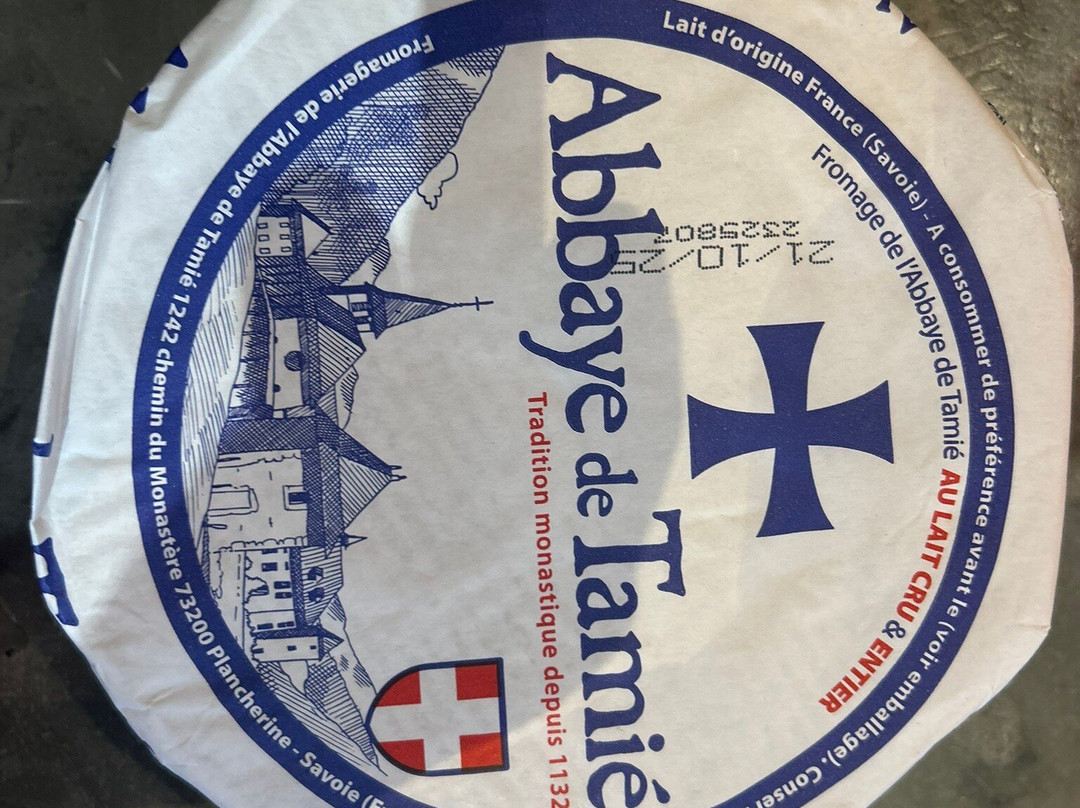 Lait d'origine France (Savoie) - A consommer de préférence avant le (voir emballage).
Fromage de l'Abbaye de Tamié AU LAIT CRU & ENTIER
21/10/25
Abbaye de Tamié
Tradition monastique depuis 1132
Fromagerie de l'Abbaye de Tamié 1242 chemin du Monastère 73200 Plancherine - Savoie